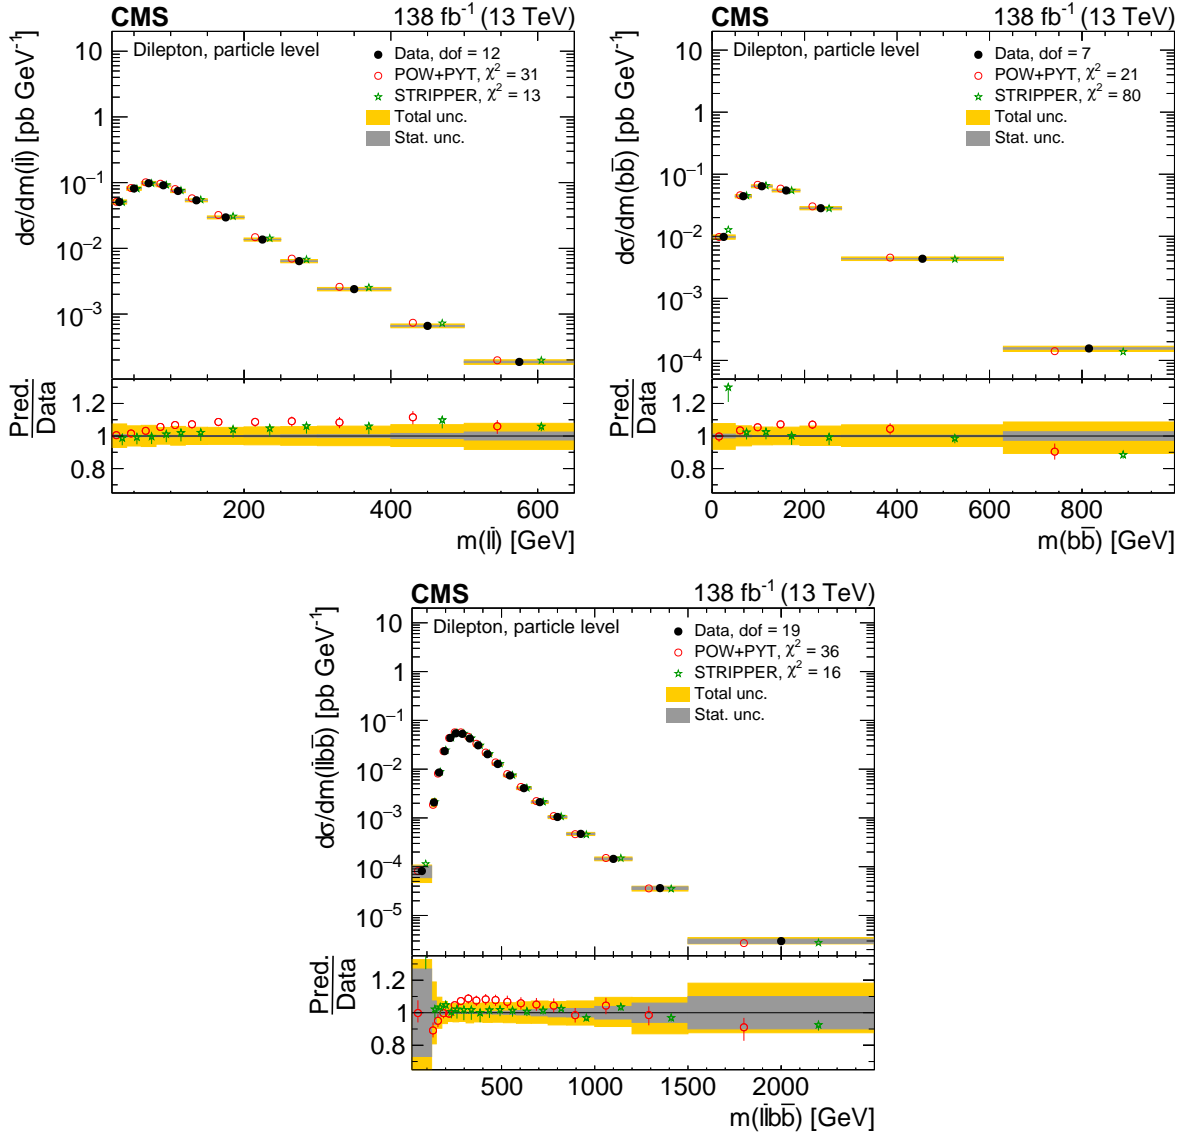 CMS 138 fb⁻¹ (13 TeV)
Dilepton, particle level
Data, dof = 12
POW+PYT, χ² = 31
STRIPPER, χ² = 13
Total unc.
Stat. unc.
dσ/dm(l̄l) [pb GeV⁻¹]
10
1
10⁻¹
10⁻²
10⁻³
Pred.
Data
1.2
1
0.8
200 400 600
m(l̄l) [GeV]
CMS 138 fb⁻¹ (13 TeV)
Dilepton, particle level
Data, dof = 7
POW+PYT, χ² = 21
STRIPPER, χ² = 80
Total unc.
Stat. unc.
dσ/dm(bb̅) [pb GeV⁻¹]
10
1
10⁻¹
10⁻²
10⁻³
10⁻⁴
Pred.
Data
1.2
1
0.8
0 200 400 600 800
m(bb̅) [GeV]
CMS 138 fb⁻¹ (13 TeV)
Dilepton, particle level
Data, dof = 19
POW+PYT, χ² = 36
STRIPPER, χ² = 16
Total unc.
Stat. unc.
dσ/dm(l̄lbb̅) [pb GeV⁻¹]
10
1
10⁻¹
10⁻²
10⁻³
10⁻⁴
10⁻⁵
Pred.
Data
1.2
1
0.8
500 1000 1500 2000
m(l̄lbb̅) [GeV]